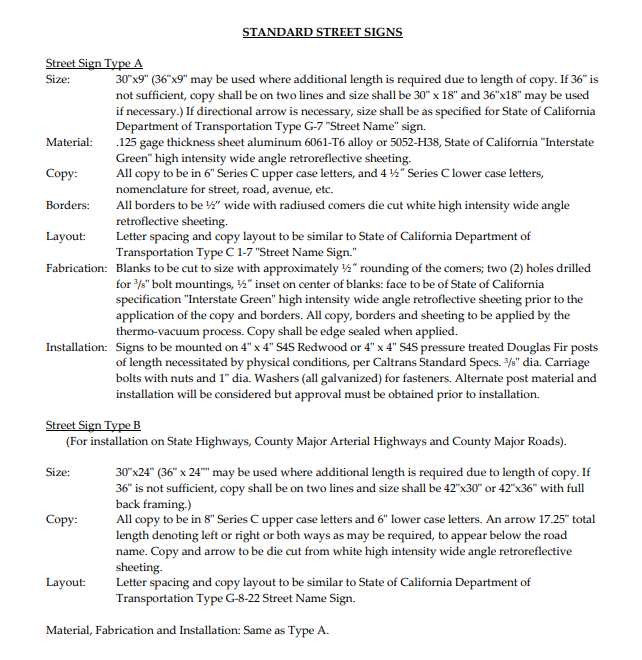 STANDARD STREET SIGNS
Street Sign Type A
Size: 30"x9" (36"x9" may be used where additional length is required due to length of copy. If 36" is
not sufficient, copy shall be on two lines and size shall be 30" x 18" and 36"x18" may be used
if necessary.) If directional arrow is necessary, size shall be as specified for State of California
Department of Transportation Type G-7 "Street Name" sign.
Material: .125 gage thickness sheet aluminum 6061-T6 alloy or 5052-H38, State of California "Interstate
Green" high intensity wide angle retroreflective sheeting.
Copy: All copy to be in 6" Series C upper case letters, and 4 ½" Series C lower case letters,
nomenclature for street, road, avenue, etc.
Borders: All borders to be ½" wide with radiused comers die cut white high intensity wide angle
retroflective sheeting.
Layout: Letter spacing and copy layout to be similar to State of California Department of
Transportation Type C 1-7 "Street Name Sign."
Fabrication: Blanks to be cut to size with approximately ½" rounding of the comers; two (2) holes drilled
for 3/8" bolt mountings, ½" inset on center of blanks: face to be of State of California
specification "Interstate Green" high intensity wide angle retroflective sheeting prior to the
application of the copy and borders. All copy, borders and sheeting to be applied by the
thermo-vacuum process. Copy shall be edge sealed when applied.
Installation: Signs to be mounted on 4" x 4" S4S Redwood or 4" x 4" S4S pressure treated Douglas Fir posts
of length necessitated by physical conditions, per Caltrans Standard Specs. 3/8" dia. Carriage
bolts with nuts and 1" dia. Washers (all galvanized) for fasteners. Alternate post material and
installation will be considered but approval must be obtained prior to installation.
Street Sign Type B
(For installation on State Highways, County Major Arterial Highways and County Major Roads).
Size: 30"x24" (36" x 24"" may be used where additional length is required due to length of copy. If
36" is not sufficient, copy shall be on two lines and size shall be 42"x30" or 42"x36" with full
back framing.)
Copy: All copy to be in 8" Series C upper case letters and 6" lower case letters. An arrow 17.25" total
length denoting left or right or both ways as may be required, to appear below the road
name. Copy and arrow to be die cut from white high intensity wide angle retroreflective
sheeting.
Layout: Letter spacing and copy layout to be similar to State of California Department of
Transportation Type G-8-22 Street Name Sign.
Material, Fabrication and Installation: Same as Type A.